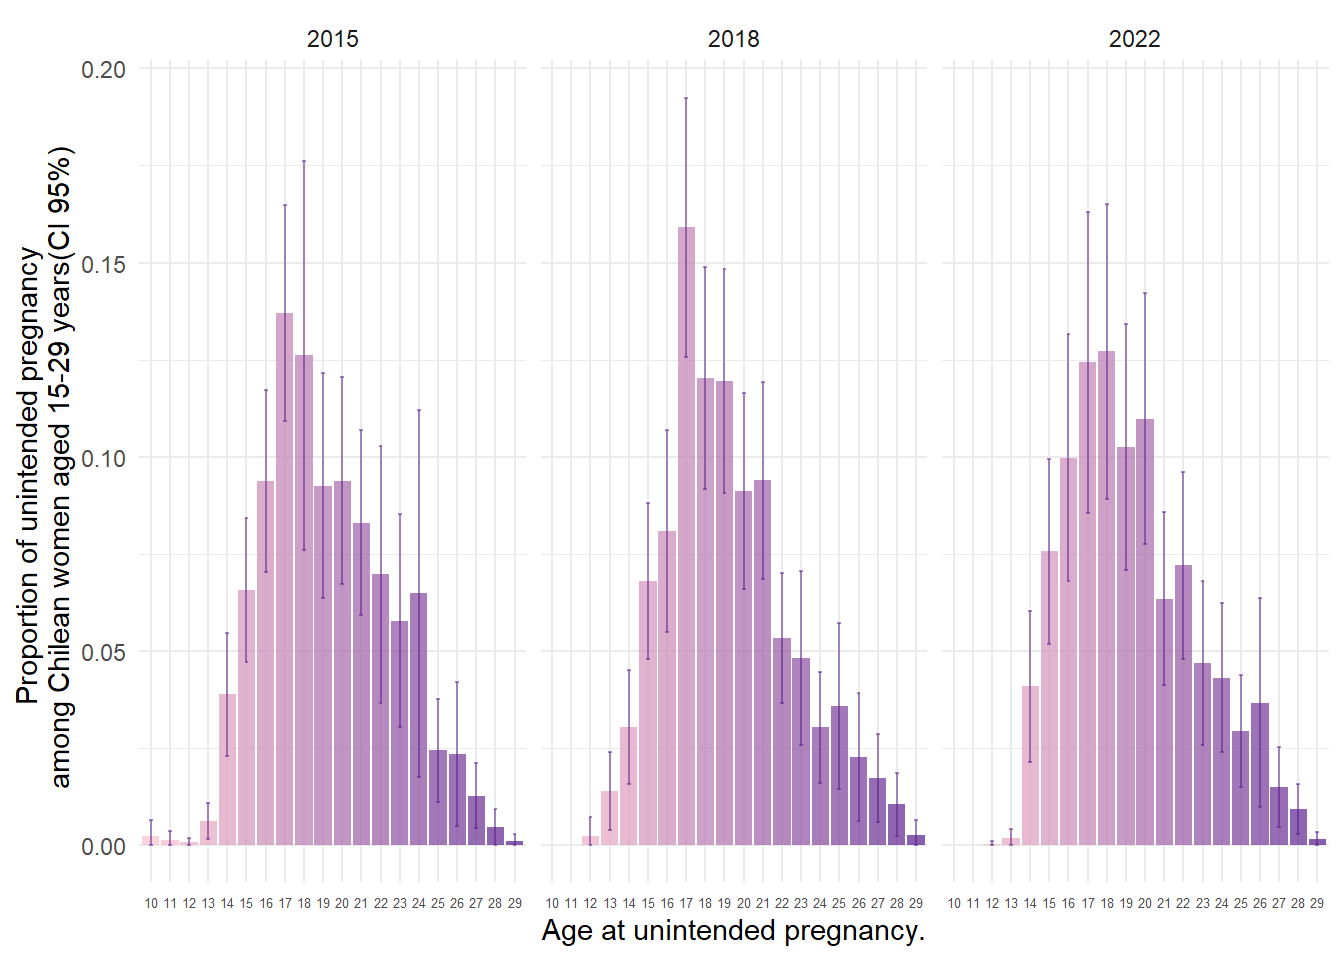 2015
2018
2022
Proportion of unintended pregnancy
among Chilean women aged 15-29 years(CI 95%)
0.20
0.15
0.10
0.05
0.00
10 11 12 13 14 15 16 17 18 19 20 21 22 23 24 25 26 27 28 29
10 11 12 13 14 15 16 17 18 19 20 21 22 23 24 25 26 27 28 29
10 11 12 13 14 15 16 17 18 19 20 21 22 23 24 25 26 27 28 29
Age at unintended pregnancy.